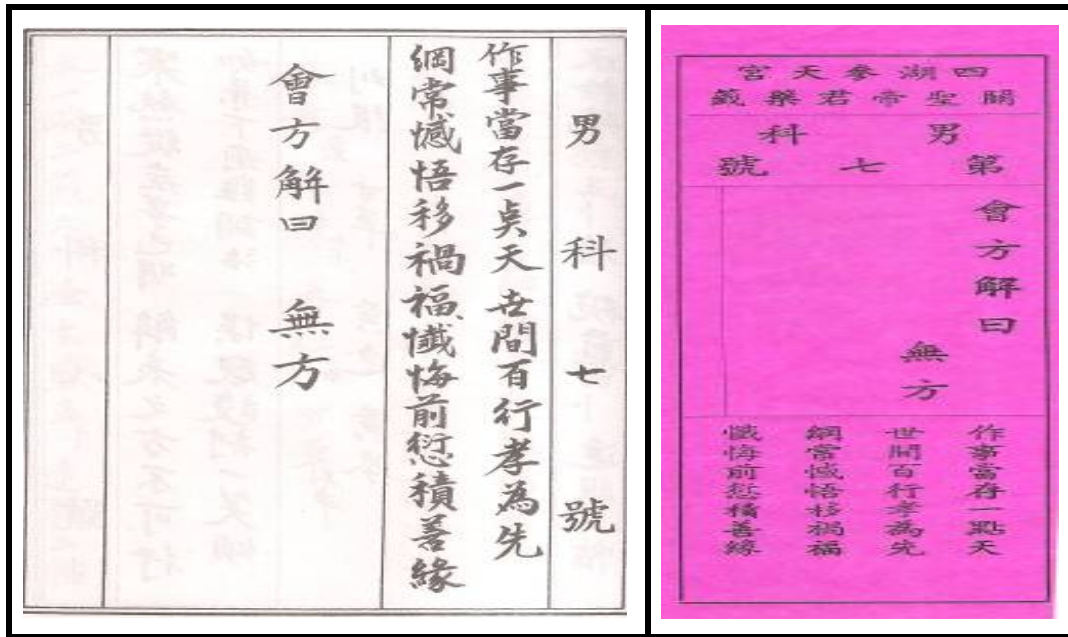 男科七號
作事當存一点天世間百行孝為先
綱常憾悟移禍福懺悔前愆積善緣
會方解曰　無方
四湖參天宮
關聖帝君藥籤
男科
第七號
會方解曰
無方
作事當存一點天
世間百行孝為先
綱常憾悟移禍福
懺悔前愆積善緣